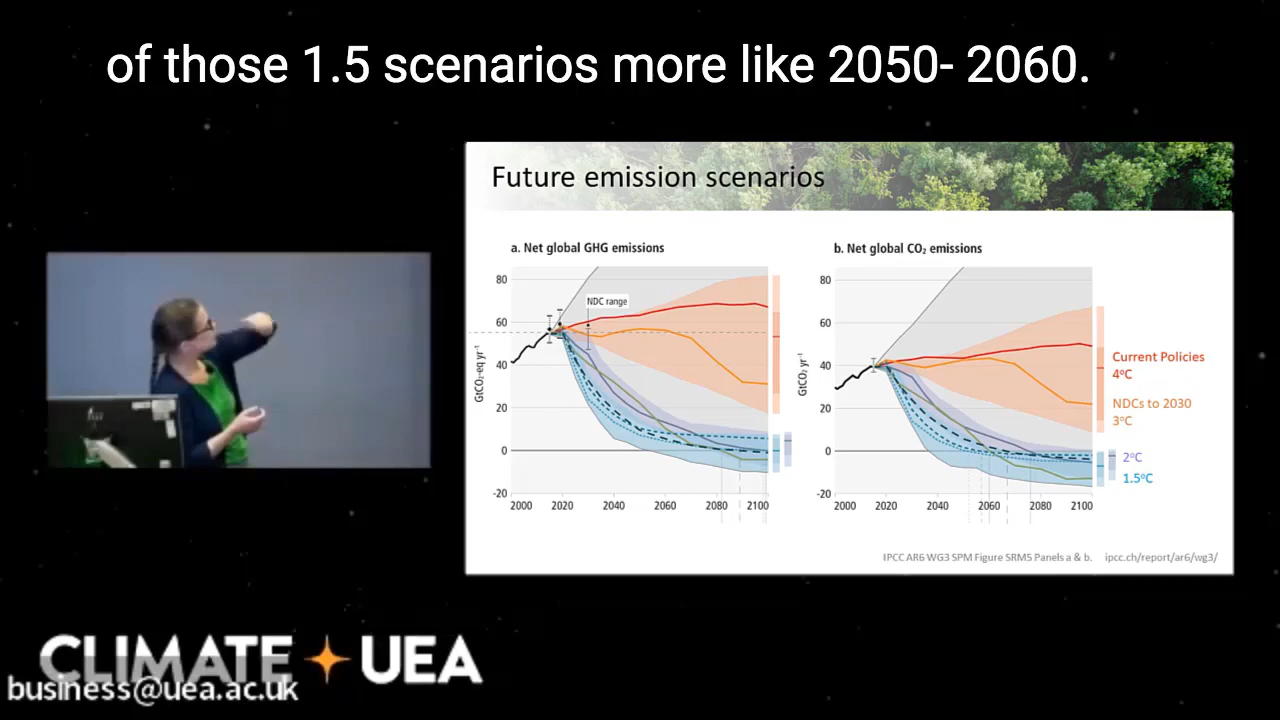 of those 1.5 scenarios more like 2050- 2060.
Future emission scenarios
a. Net global GHG emissions
80
60
40
20
0
-20
GtCO₂-eq yr⁻¹
NDC range
2000 2020 2040 2060 2080 2100
b. Net global CO₂ emissions
80
60
40
20
0
-20
GtCO₂ yr⁻¹
2000 2020 2040 2060 2080 2100
Current Policies
4°C
NDCs to 2030
3°C
2°C
1.5°C
IPCC AR6 WG3 SPM Figure SRM5 Panels a & b. ipcc.ch/report/ar6/wg3/
CLIMATE UEA
business@uea.ac.uk